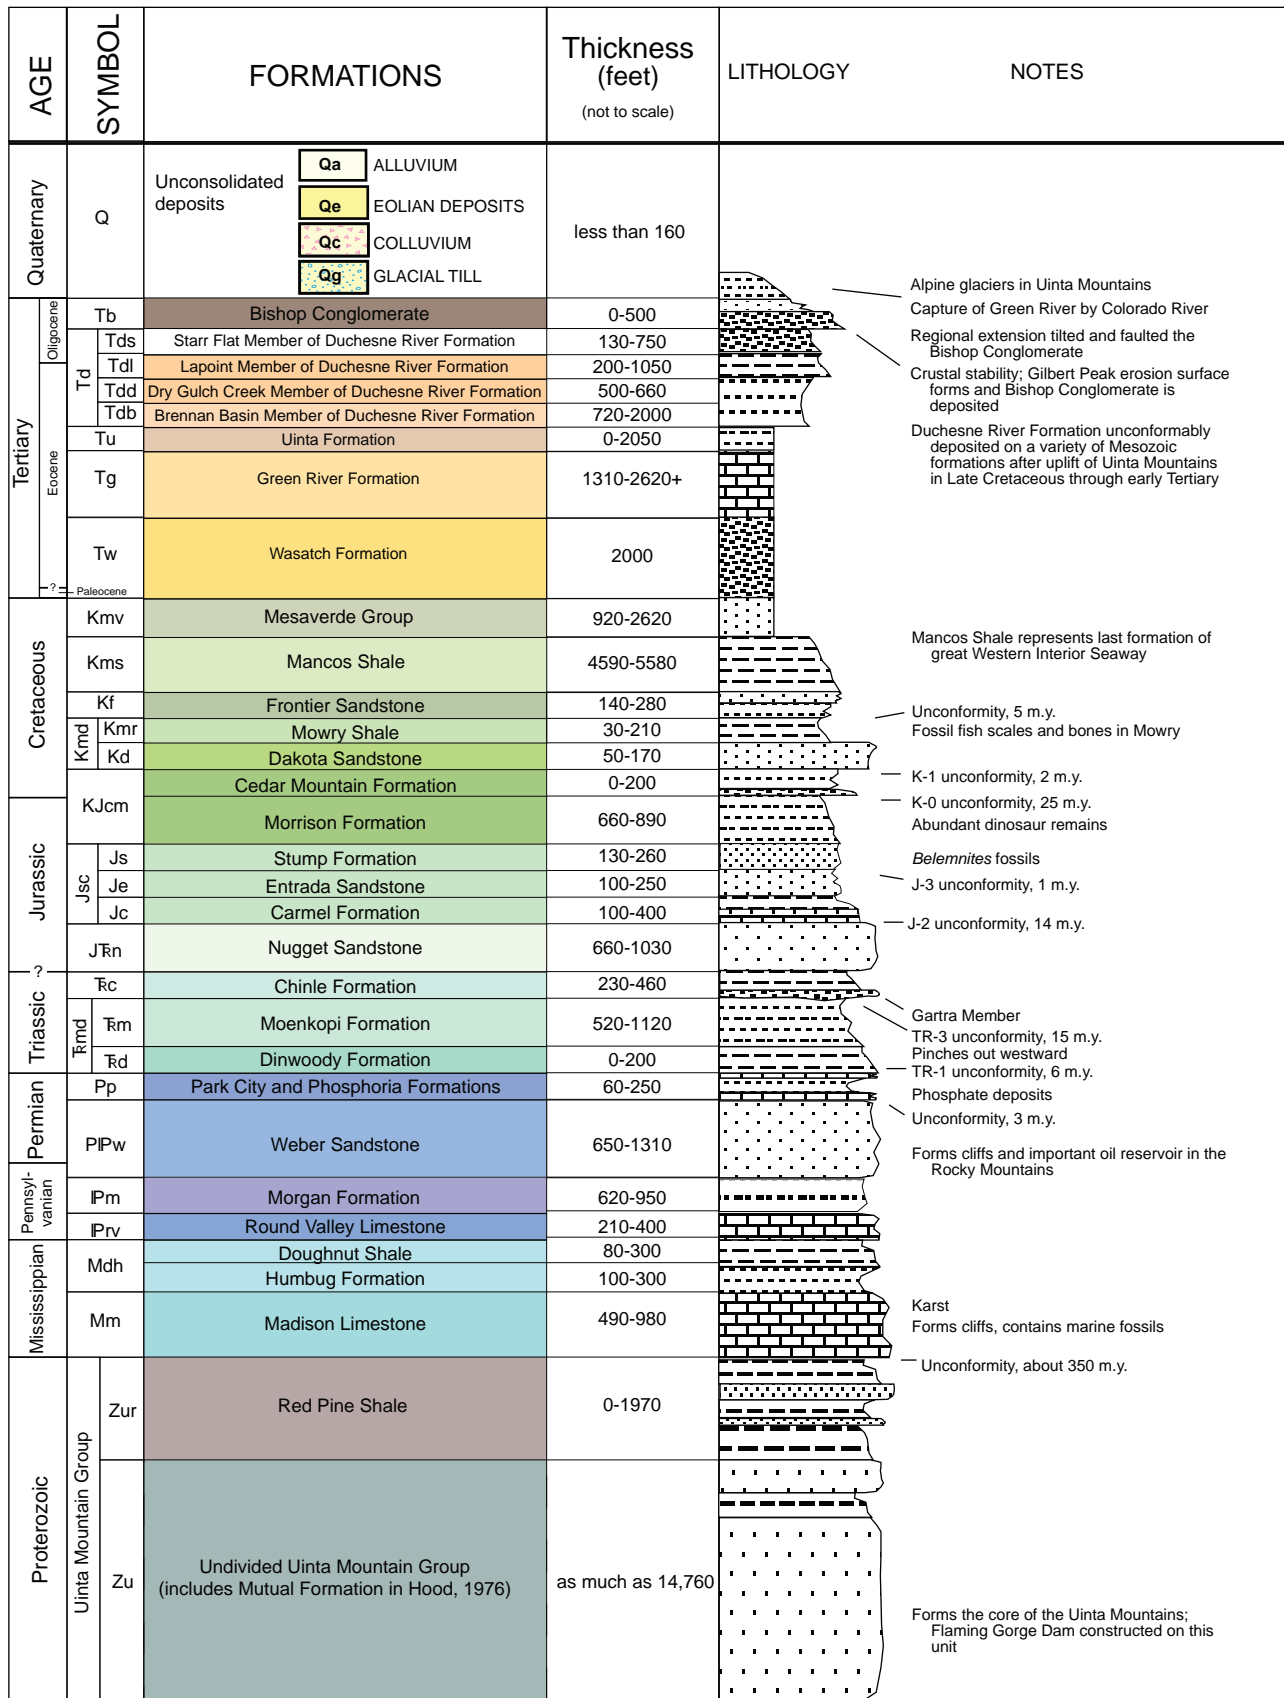 AGE
SYMBOL
FORMATIONS
Thickness
(feet)
(not to scale)
LITHOLOGY
NOTES
Quaternary
Q
Unconsolidated
deposits
Qa ALLUVIUM
Qe EOLIAN DEPOSITS
Qc COLLUVIUM
Qg GLACIAL TILL
less than 160
Alpine glaciers in Uinta Mountains
Capture of Green River by Colorado River
Tertiary
Oligocene
Eocene
? Paleocene
Tb Bishop Conglomerate 0-500
Td
Tds Starr Flat Member of Duchesne River Formation 130-750
Tdl Lapoint Member of Duchesne River Formation 200-1050
Tdd Dry Gulch Creek Member of Duchesne River Formation 500-660
Tdb Brennan Basin Member of Duchesne River Formation 720-2000
Tu Uinta Formation 0-2050
Tg Green River Formation 1310-2620+
Tw Wasatch Formation 2000
Regional extension tilted and faulted the
Bishop Conglomerate
Crustal stability; Gilbert Peak erosion surface
forms and Bishop Conglomerate is
deposited
Duchesne River Formation unconformably
deposited on a variety of Mesozoic
formations after uplift of Uinta Mountains
in Late Cretaceous through early Tertiary
Cretaceous
Kmv Mesaverde Group 920-2620
Kms Mancos Shale 4590-5580
Mancos Shale represents last formation of
great Western Interior Seaway
Kf Frontier Sandstone 140-280
Kmd
Kmr Mowry Shale 30-210
Kd Dakota Sandstone 50-170
Unconformity, 5 m.y.
Fossil fish scales and bones in Mowry
KJcm
Cedar Mountain Formation 0-200
K-1 unconformity, 2 m.y.
K-0 unconformity, 25 m.y.
Jurassic
Morrison Formation 660-890
Abundant dinosaur remains
Jsc
Js Stump Formation 130-260
Belemnites fossils
Je Entrada Sandstone 100-250
J-3 unconformity, 1 m.y.
Jc Carmel Formation 100-400
J-2 unconformity, 14 m.y.
JTRn Nugget Sandstone 660-1030
?
Triassic
TRc Chinle Formation 230-460
Gartra Member
TRmd
TRm Moenkopi Formation 520-1120
TR-3 unconformity, 15 m.y.
Pinches out westward
TRd Dinwoody Formation 0-200
TR-1 unconformity, 6 m.y.
Permian
Pp Park City and Phosphoria Formations 60-250
Phosphate deposits
Unconformity, 3 m.y.
PIPw Weber Sandstone 650-1310
Forms cliffs and important oil reservoir in the
Rocky Mountains
Pennsyl-
vanian
IPm Morgan Formation 620-950
IPrv Round Valley Limestone 210-400
Mississippian
Mdh
Doughnut Shale 80-300
Humbug Formation 100-300
Mm Madison Limestone 490-980
Karst
Forms cliffs, contains marine fossils
Unconformity, about 350 m.y.
Proterozoic
Uinta Mountain Group
Zur Red Pine Shale 0-1970
Zu
Undivided Uinta Mountain Group
(includes Mutual Formation in Hood, 1976)
as much as 14,760
Forms the core of the Uinta Mountains;
Flaming Gorge Dam constructed on this
unit